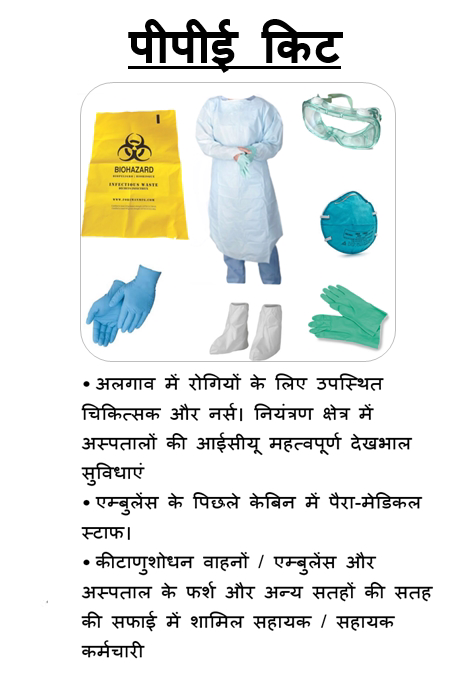 पीपीई किट
BIOHAZARD
INFECTIOUS WASTE
• अलगाव में रोगियों के लिए उपस्थित
चिकित्सक और नर्स। नियंत्रण क्षेत्र में
अस्पतालों की आईसीयू महत्वपूर्ण देखभाल
सुविधाएं
• एम्बुलेंस के पिछले केबिन में पैरा-मेडिकल
स्टाफ।
• कीटाणुशोधन वाहनों / एम्बुलेंस और
अस्पताल के फर्श और अन्य सतहों की सतह
की सफाई में शामिल सहायक / सहायक
कर्मचारी